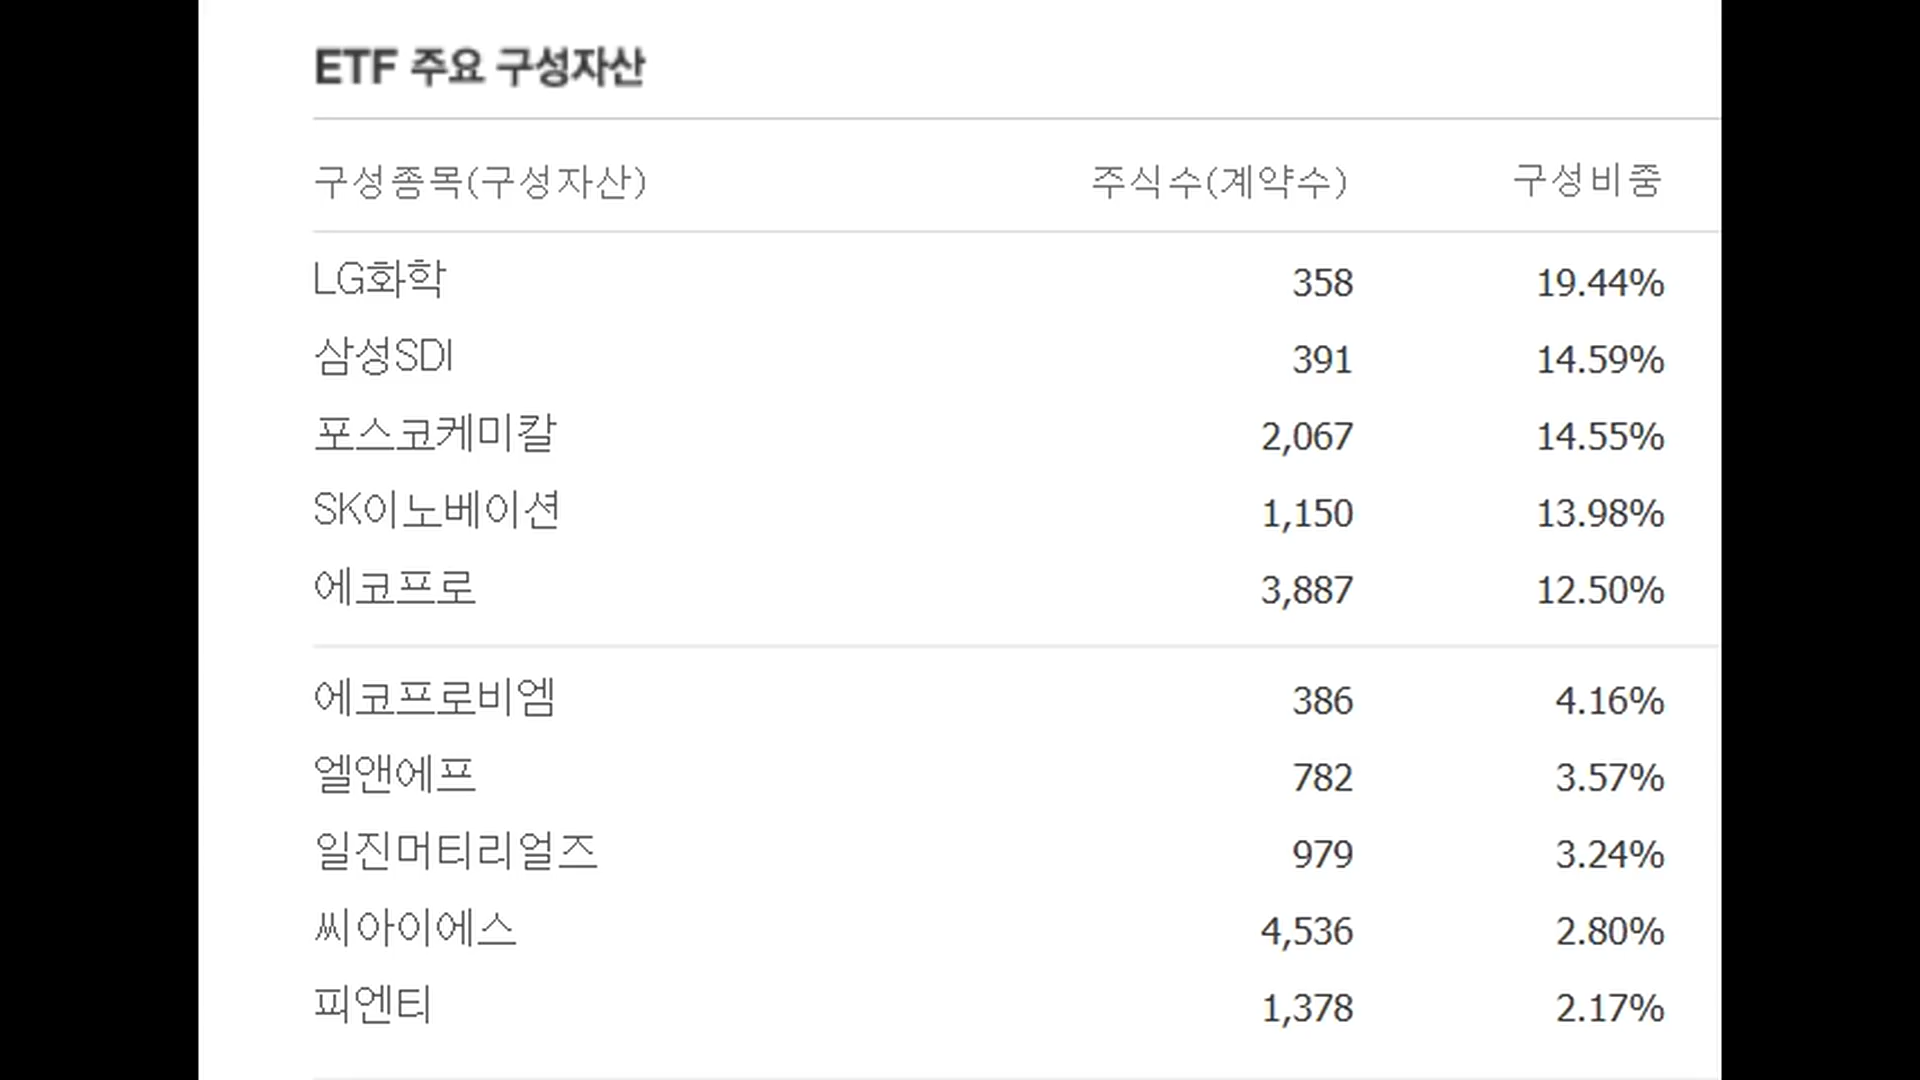 ETF 주요 구성자산
구성종목(구성자산) 주식수(계약수) 구성비중
LG화학 358 19.44%
삼성SDI 391 14.59%
포스코케미칼 2,067 14.55%
SK이노베이션 1,150 13.98%
에코프로 3,887 12.50%
에코프로비엠 386 4.16%
엘앤에프 782 3.57%
일진머티리얼즈 979 3.24%
씨아이에스 4,536 2.80%
피엔티 1,378 2.17%